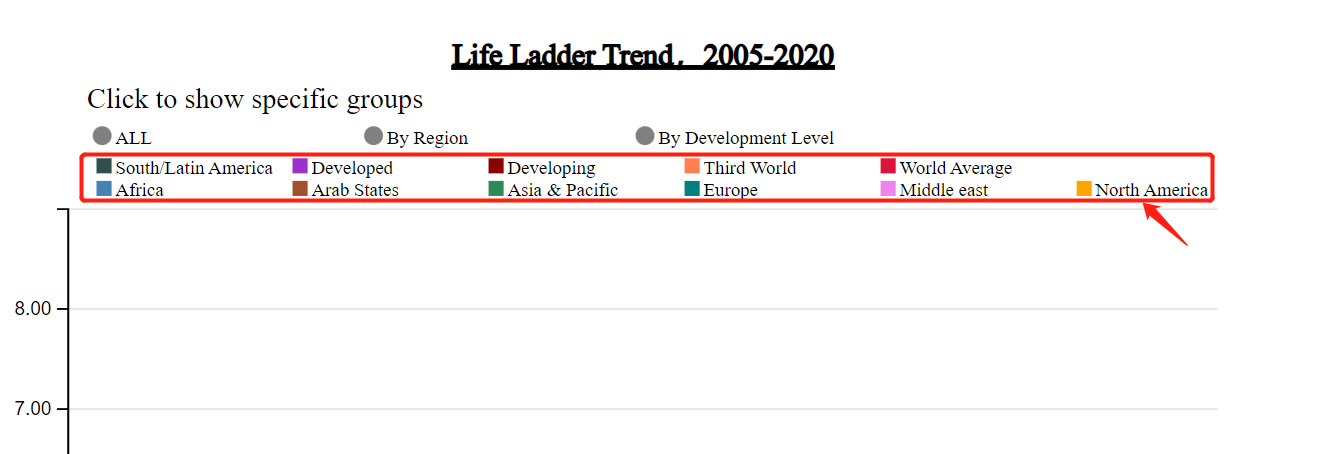 Life Ladder Trend，2005-2020
Click to show specific groups
ALL By Region By Development Level
South/Latin America Developed Developing Third World World Average
Africa Arab States Asia & Pacific Europe Middle east North America
8.00
7.00